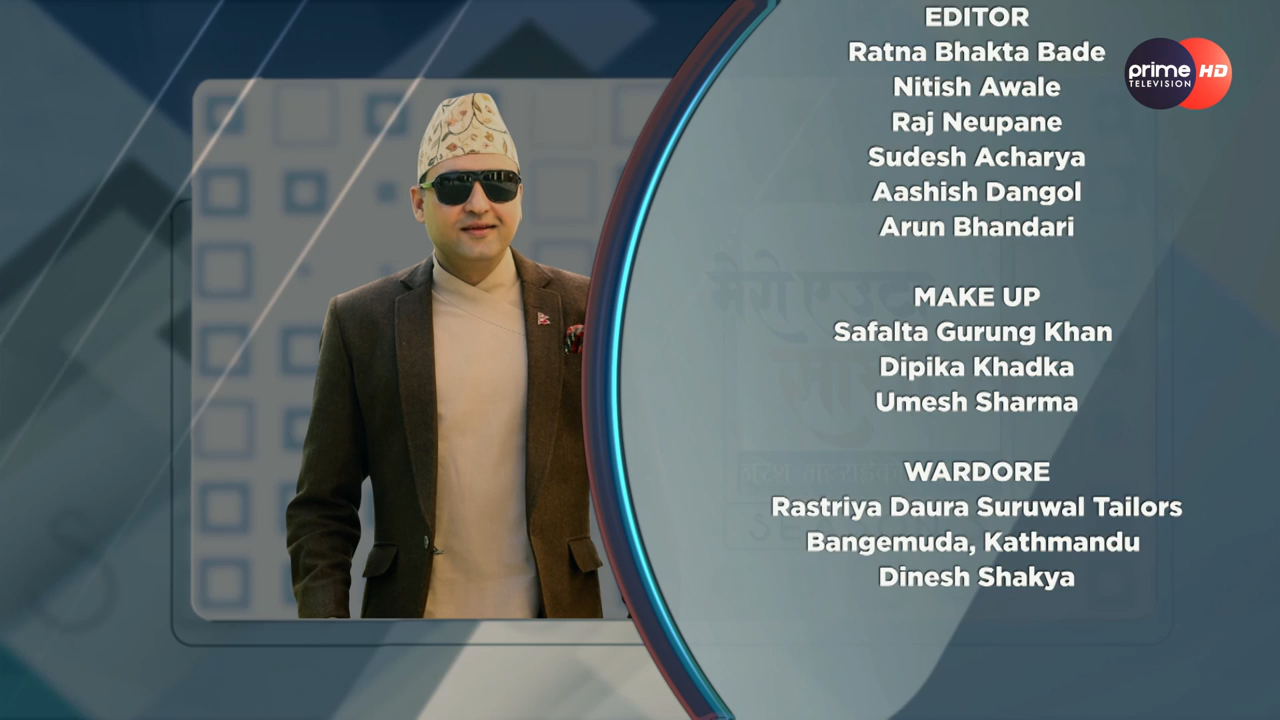 EDITOR
Ratna Bhakta Bade
Nitish Awale
Raj Neupane
Sudesh Acharya
Aashish Dangol
Arun Bhandari
MAKE UP
Safalta Gurung Khan
Dipika Khadka
Umesh Sharma
WARDORE
Rastriya Daura Suruwal Tailors
Bangemuda, Kathmandu
Dinesh Shakya
prime HD
TELEVISION
मेरो एउटा